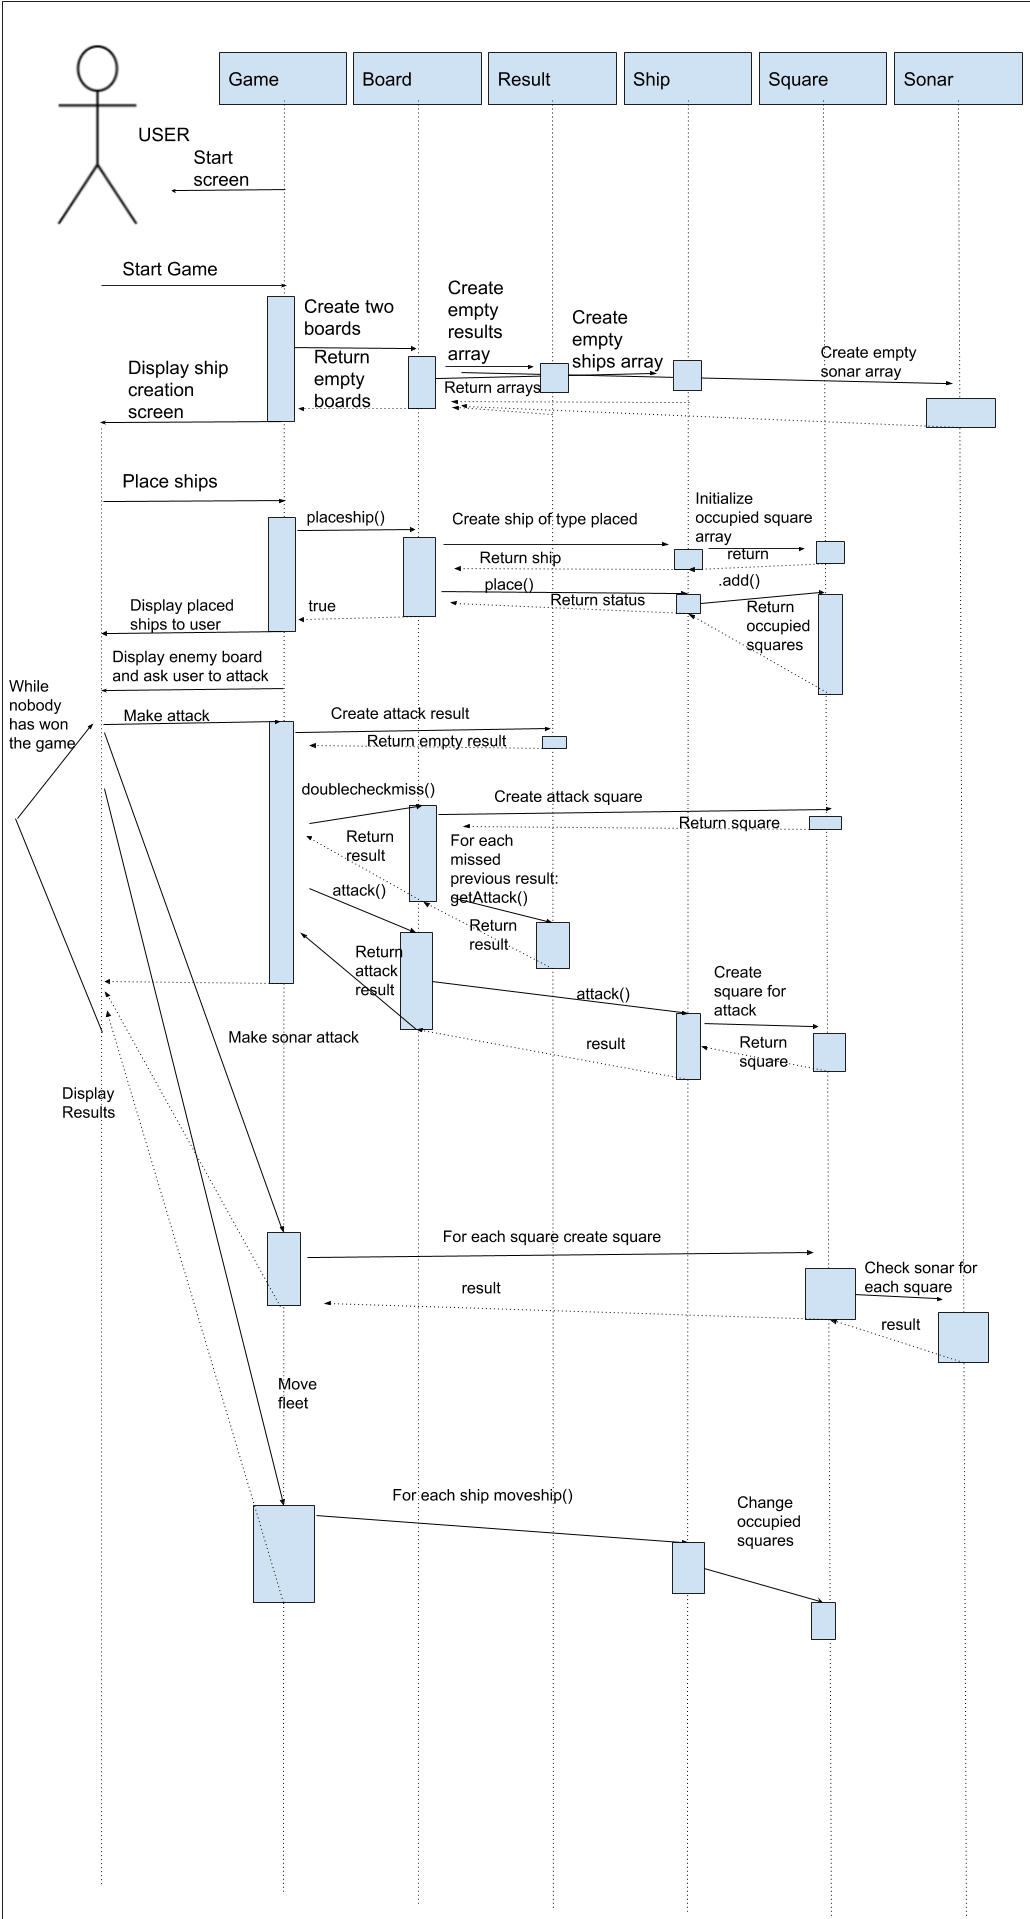 Game
Board
Result
Ship
Square
Sonar
USER
Start
screen
Start Game
Create two
boards
Create
empty
results
array
Create
empty
ships array
Create empty
sonar array
Display ship
creation
screen
Return
empty
boards
Return arrays
Place ships
placeship()
Create ship of type placed
Initialize
occupied square
array
return
Return ship
place()
.add()
Display placed
ships to user
true
Return status
Return
occupied
squares
Display enemy board
and ask user to attack
While
nobody
has won
the game
Make attack
Create attack result
Return empty result
doublecheckmiss()
Create attack square
Return
result
Return square
For each
missed
previous result:
getAttack()
attack()
Return
result
Return
attack
result
attack()
Create
square for
attack
Make sonar attack
result
Return
square
Display
Results
For each square create square
Check sonar for
each square
result
result
Move
fleet
For each ship moveship()
Change
occupied
squares